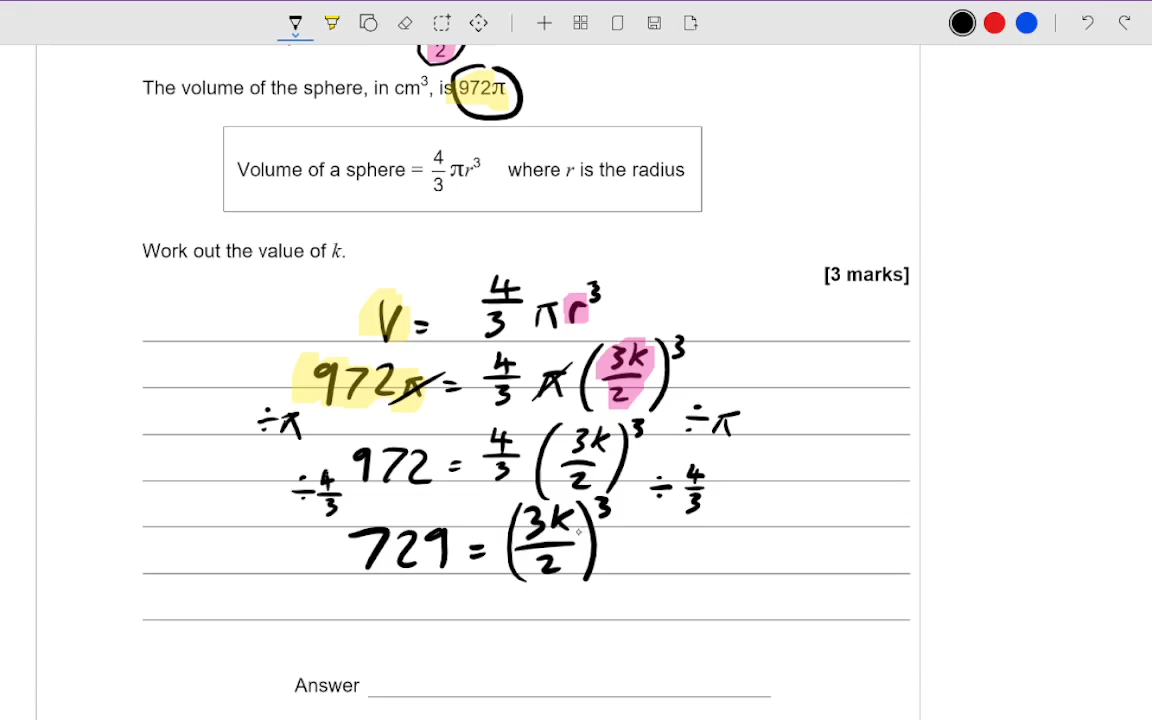 2
The volume of the sphere, in cm³, is 972π
Volume of a sphere = 4/3 πr³ where r is the radius
Work out the value of k.
[3 marks]
V = 4/3 π r³
972π = 4/3 π (3k/2)³
÷π ÷π
972 = 4/3 (3k/2)³
÷4/3 ÷ 4/3
729 = (3k/2)³
Answer